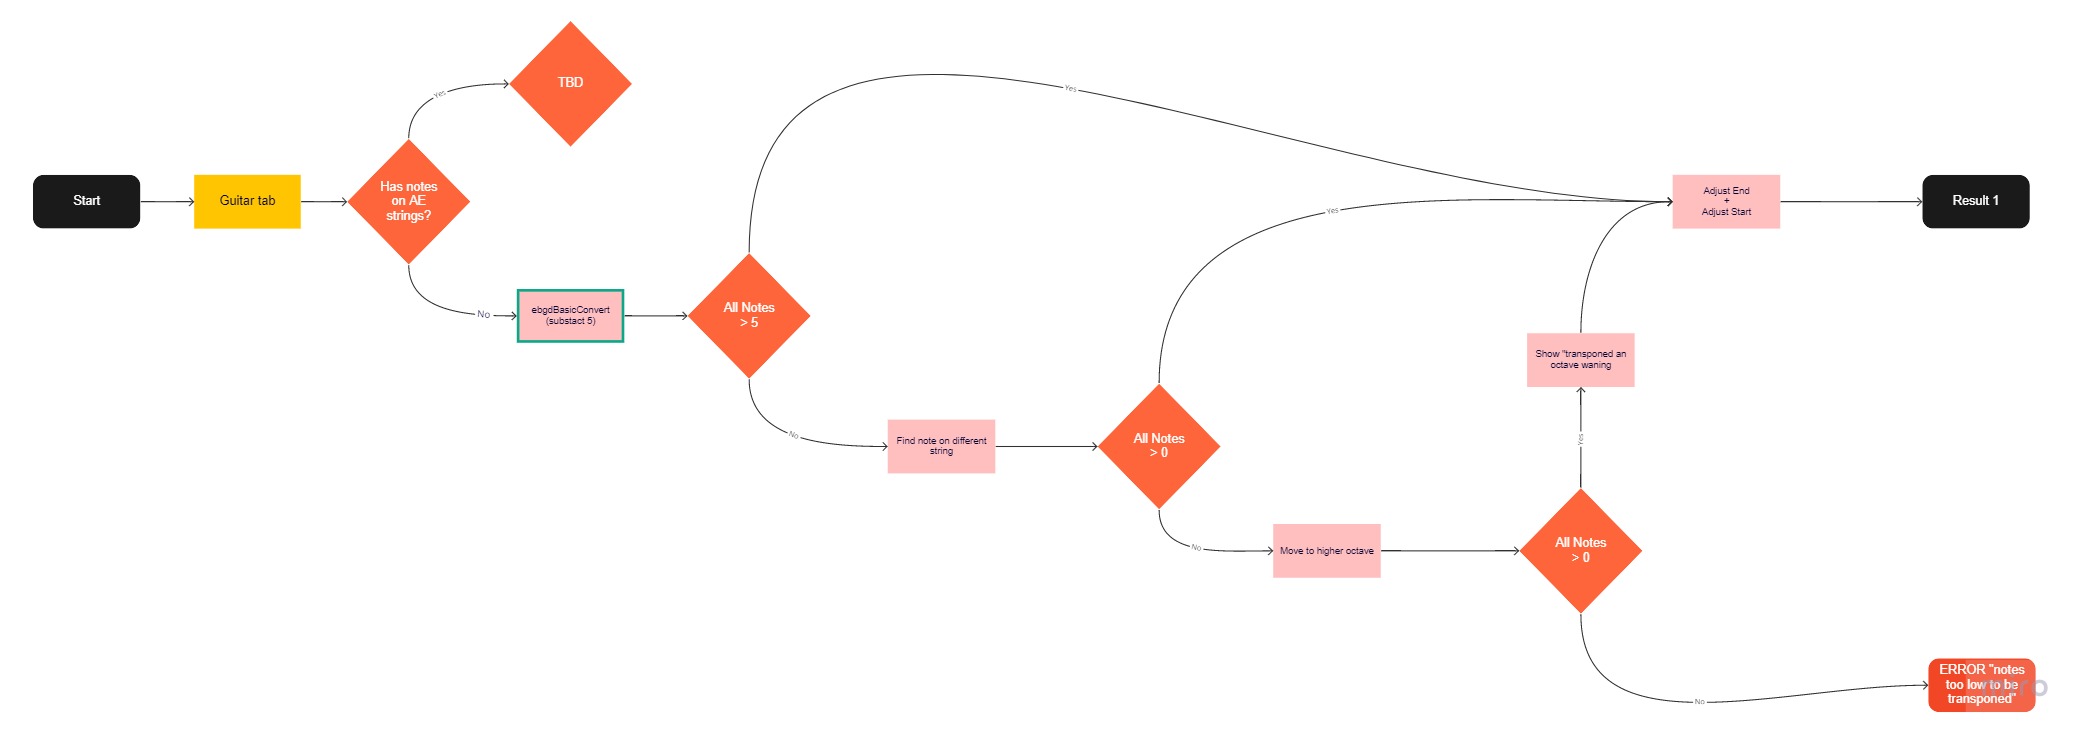 TBD
Yes
Yes
Start
Guitar tab
Has notes
on AE
strings?
Adjust End
+
Adjust Start
Result 1
Yes
No
ebgdBasicConvert
(substact 5)
All Notes
> 5
Show "transponed an
octave waning
No
Find note on different
string
All Notes
> 0
Yes
No
Move to higher octave
All Notes
> 0
No
ERROR "notes
too low to be
transponed"
miro